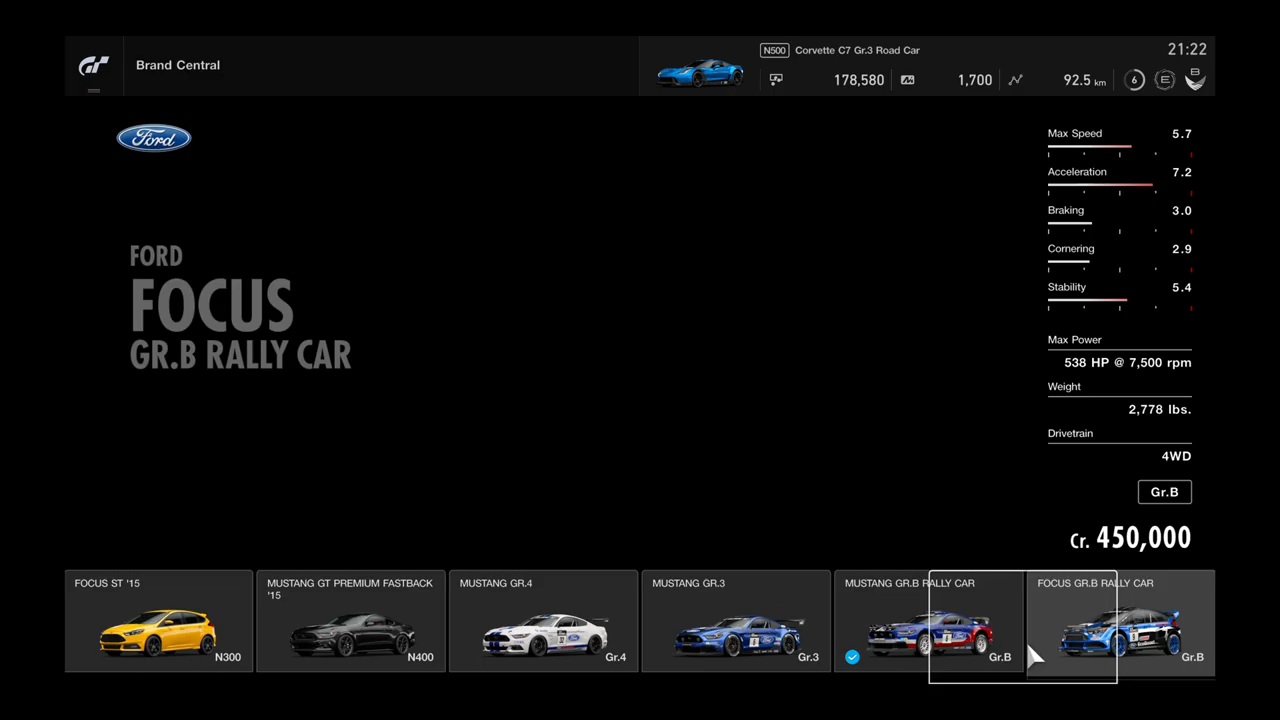 Brand Central
N500 Corvette C7 Gr.3 Road Car
21:22
178,580 1,700 92.5 km 6 E B
Ford
FORD
FOCUS
GR.B RALLY CAR
Max Speed 5.7
Acceleration 7.2
Braking 3.0
Cornering 2.9
Stability 5.4
Max Power
538 HP @ 7,500 rpm
Weight
2,778 lbs.
Drivetrain
4WD
Gr.B
Cr. 450,000
FOCUS ST '15
N300
MUSTANG GT PREMIUM FASTBACK
'15
N400
MUSTANG GR.4
Gr.4
MUSTANG GR.3
Gr.3
MUSTANG GR.B RALLY CAR
Gr.B
FOCUS GR.B RALLY CAR
Gr.B